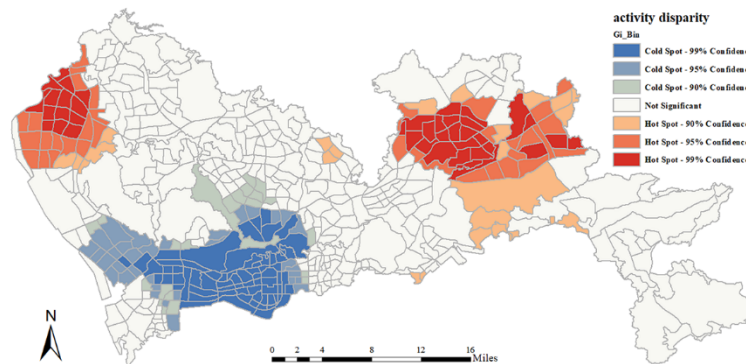 activity disparity
Gi_Bin
Cold Spot - 99% Confidence
Cold Spot - 95% Confidence
Cold Spot - 90% Confidence
Not Significant
Hot Spot - 90% Confidence
Hot Spot - 95% Confidence
Hot Spot - 99% Confidence
N
0 2 4 8 12 16
Miles